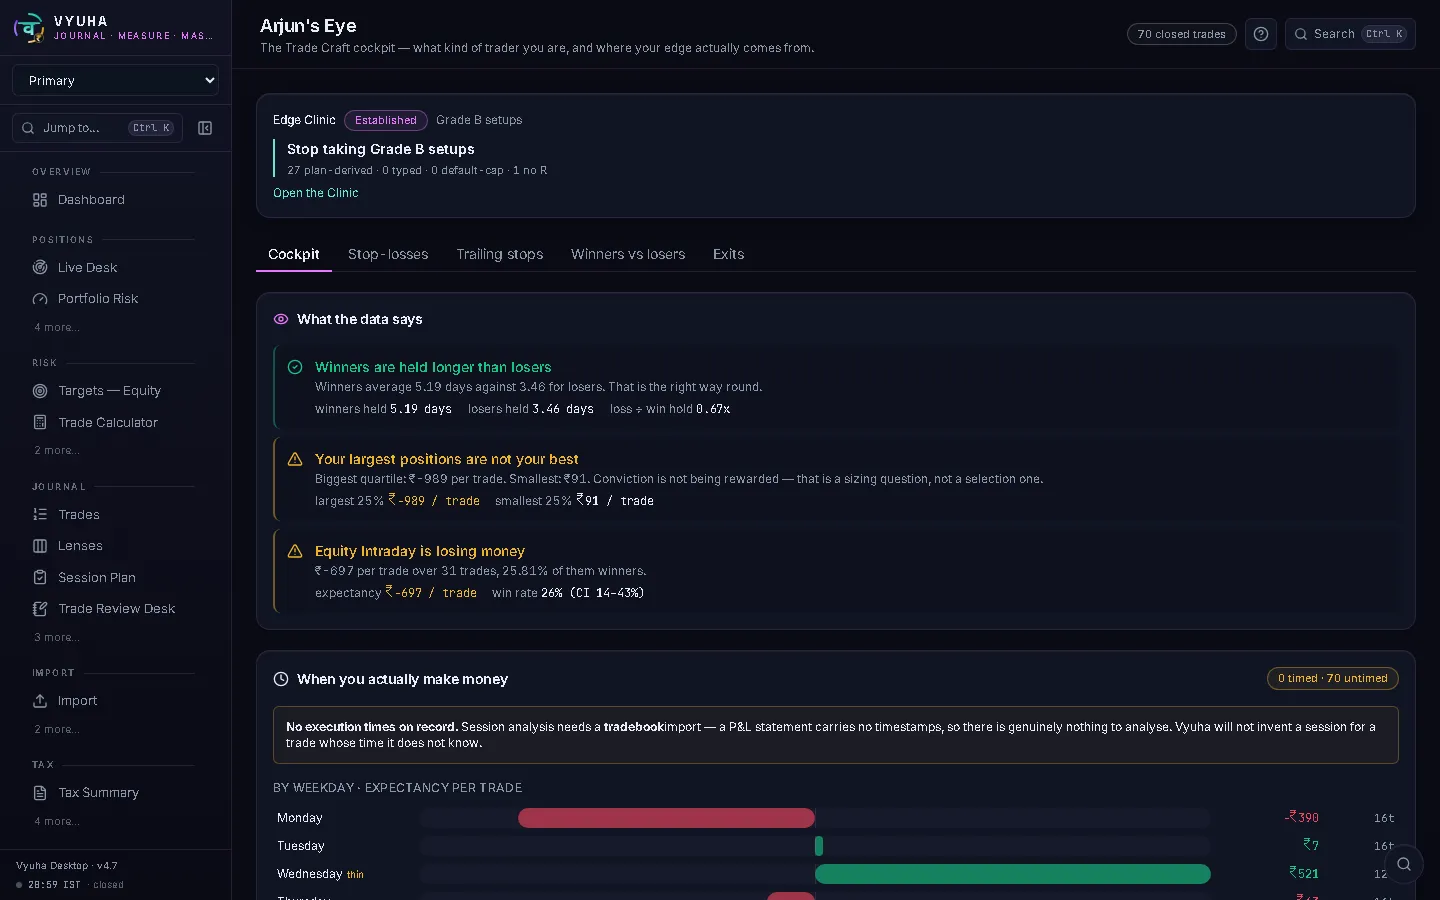 VYUHA
JOURNAL · MEASURE · MAS...
Primary
Jump to...
Ctrl K
OVERVIEW
Dashboard
POSITIONS
Live Desk
Portfolio Risk
4 more...
RISK
Targets — Equity
Trade Calculator
2 more...
JOURNAL
Trades
Lenses
Session Plan
Trade Review Desk
3 more...
IMPORT
Import
2 more...
TAX
Tax Summary
4 more...
Vyuha Desktop · v4.7
20:59 IST · closed
Arjun's Eye
The Trade Craft cockpit — what kind of trader you are, and where your edge actually comes from.
70 closed trades
Search Ctrl K
Edge Clinic Established Grade B setups
Stop taking Grade B setups
27 plan-derived · 0 typed · 0 default-cap · 1 no R
Open the Clinic
Cockpit Stop-losses Trailing stops Winners vs losers Exits
What the data says
Winners are held longer than losers
Winners average 5.19 days against 3.46 for losers. That is the right way round.
winners held 5.19 days losers held 3.46 days loss ÷ win hold 0.67x
Your largest positions are not your best
Biggest quartile: ₹-989 per trade. Smallest: ₹91. Conviction is not being rewarded — that is a sizing question, not a selection one.
largest 25% ₹-989 / trade smallest 25% ₹91 / trade
Equity Intraday is losing money
₹-697 per trade over 31 trades, 25.81% of them winners.
expectancy ₹-697 / trade win rate 26% (CI 14–43%)
When you actually make money
0 timed · 70 untimed
No execution times on record. Session analysis needs a tradebookimport — a P&L statement carries no timestamps, so there is genuinely nothing to analyse. Vyuha will not invent a session for a
trade whose time it does not know.
BY WEEKDAY · EXPECTANCY PER TRADE
Monday -₹390 16t
Tuesday ₹7 16t
Wednesday thin ₹521 12